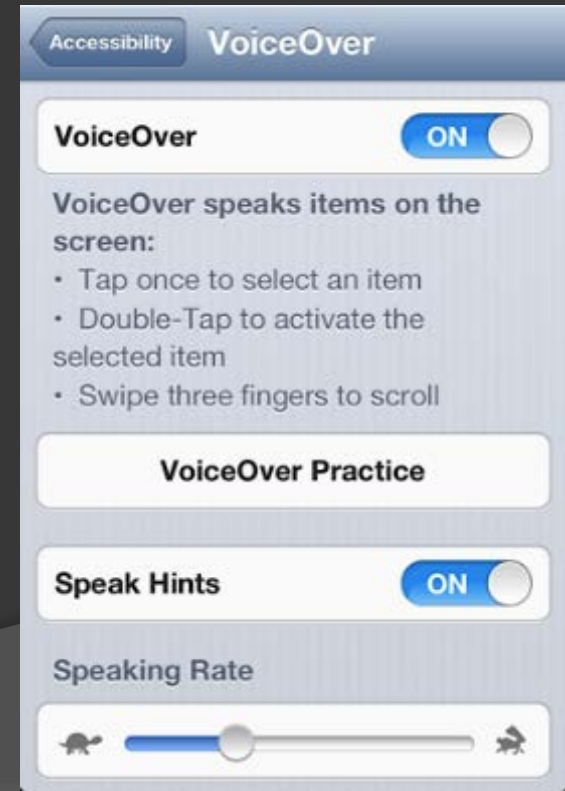 Accessibility
VoiceOver
VoiceOver
ON
VoiceOver speaks items on the
screen:
• Tap once to select an item
• Double-Tap to activate the
selected item
• Swipe three fingers to scroll
VoiceOver Practice
Speak Hints
ON
Speaking Rate